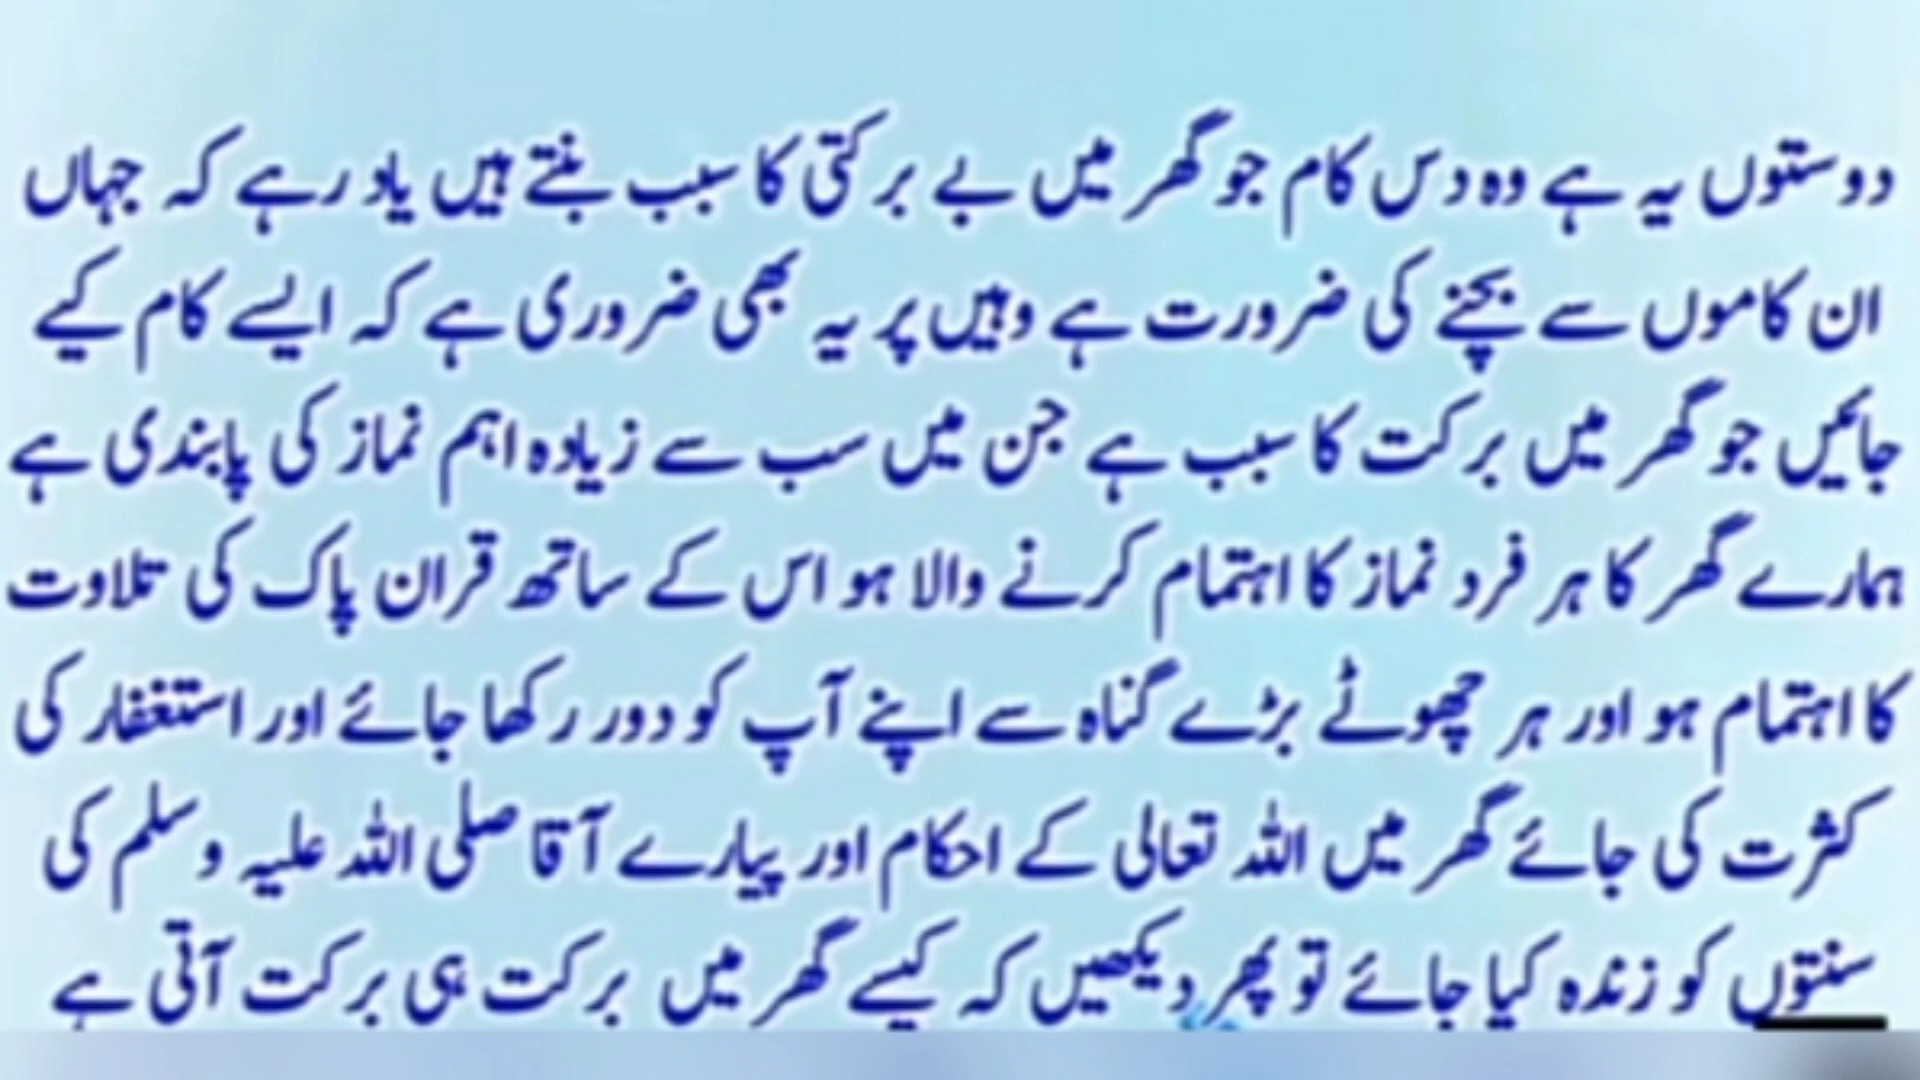 دوستوں یہ ہے وہ دس کام جو گھر میں بے برکتی کا سبب بنتے ہیں یاد رہے کہ جہاں
ان کاموں سے بچنے کی ضرورت ہے وہیں پر یہ بھی ضروری ہے کہ ایسے کام کیے
جائیں جو گھر میں برکت کا سبب ہے جن میں سب سے زیادہ اہم نماز کی پابندی ہے
ہمارے گھر کا ہر فرد نماز کا اہتمام کرنے والا ہو اس کے ساتھ قران پاک کی تلاوت
کا اہتمام ہو اور ہر چھوٹے بڑے گناہ سے اپنے آپ کو دور رکھا جائے اور استغفار کی
کثرت کی جائے گھر میں اللہ تعالی کے احکام اور پیارے آقا صلی اللہ علیہ وسلم کی
سنتوں کو زندہ کیا جائے تو پھر دیکھیں کہ کیسے گھر میں برکت ہی برکت آتی ہے